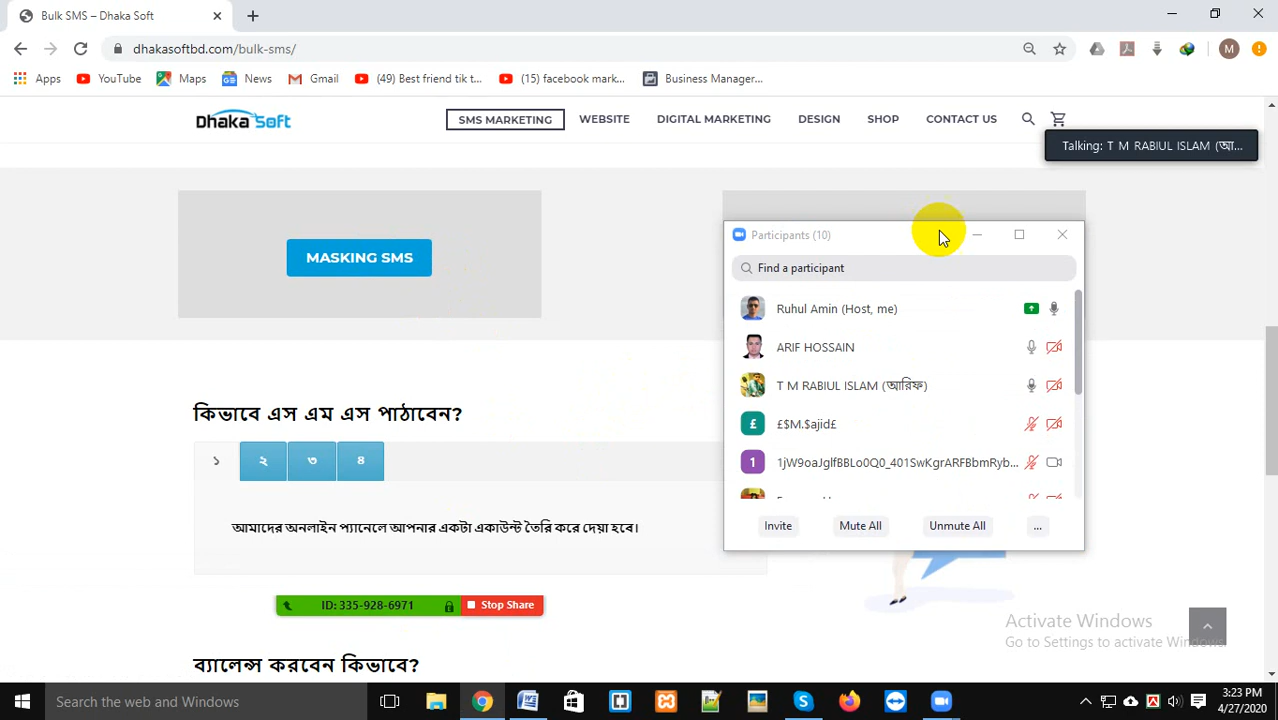 Bulk SMS – Dhaka Soft
dhakasoftbd.com/bulk-sms/
M
Apps YouTube Maps News Gmail (49) Best friend tik t... (15) facebook mark... Business Manager...
Dhaka Soft SMS MARKETING WEBSITE DIGITAL MARKETING DESIGN SHOP CONTACT US
Talking: T M RABIUL ISLAM (আ...
MASKING SMS
Participants (10)
Find a participant
Ruhul Amin (Host, me)
ARIF HOSSAIN
T M RABIUL ISLAM (আরিফ)
£ £$M.$ajid£
1 1jW9oaJglfBBLo0Q0_401SwKgrARFBbmRyb...
Invite Mute All Unmute All ...
কিভাবে এস এম এস পাঠাবেন?
১ ২ ৩ ৪
আমাদের অনলাইন প্যানেলে আপনার একটা একাউন্ট তৈরি করে দেয়া হবে।
ID: 335-928-6971 Stop Share
Activate Windows
Go to Settings to activate Windows.
ব্যালেন্স করবেন কিভাবে?
Search the web and Windows
3:23 PM
4/27/2020